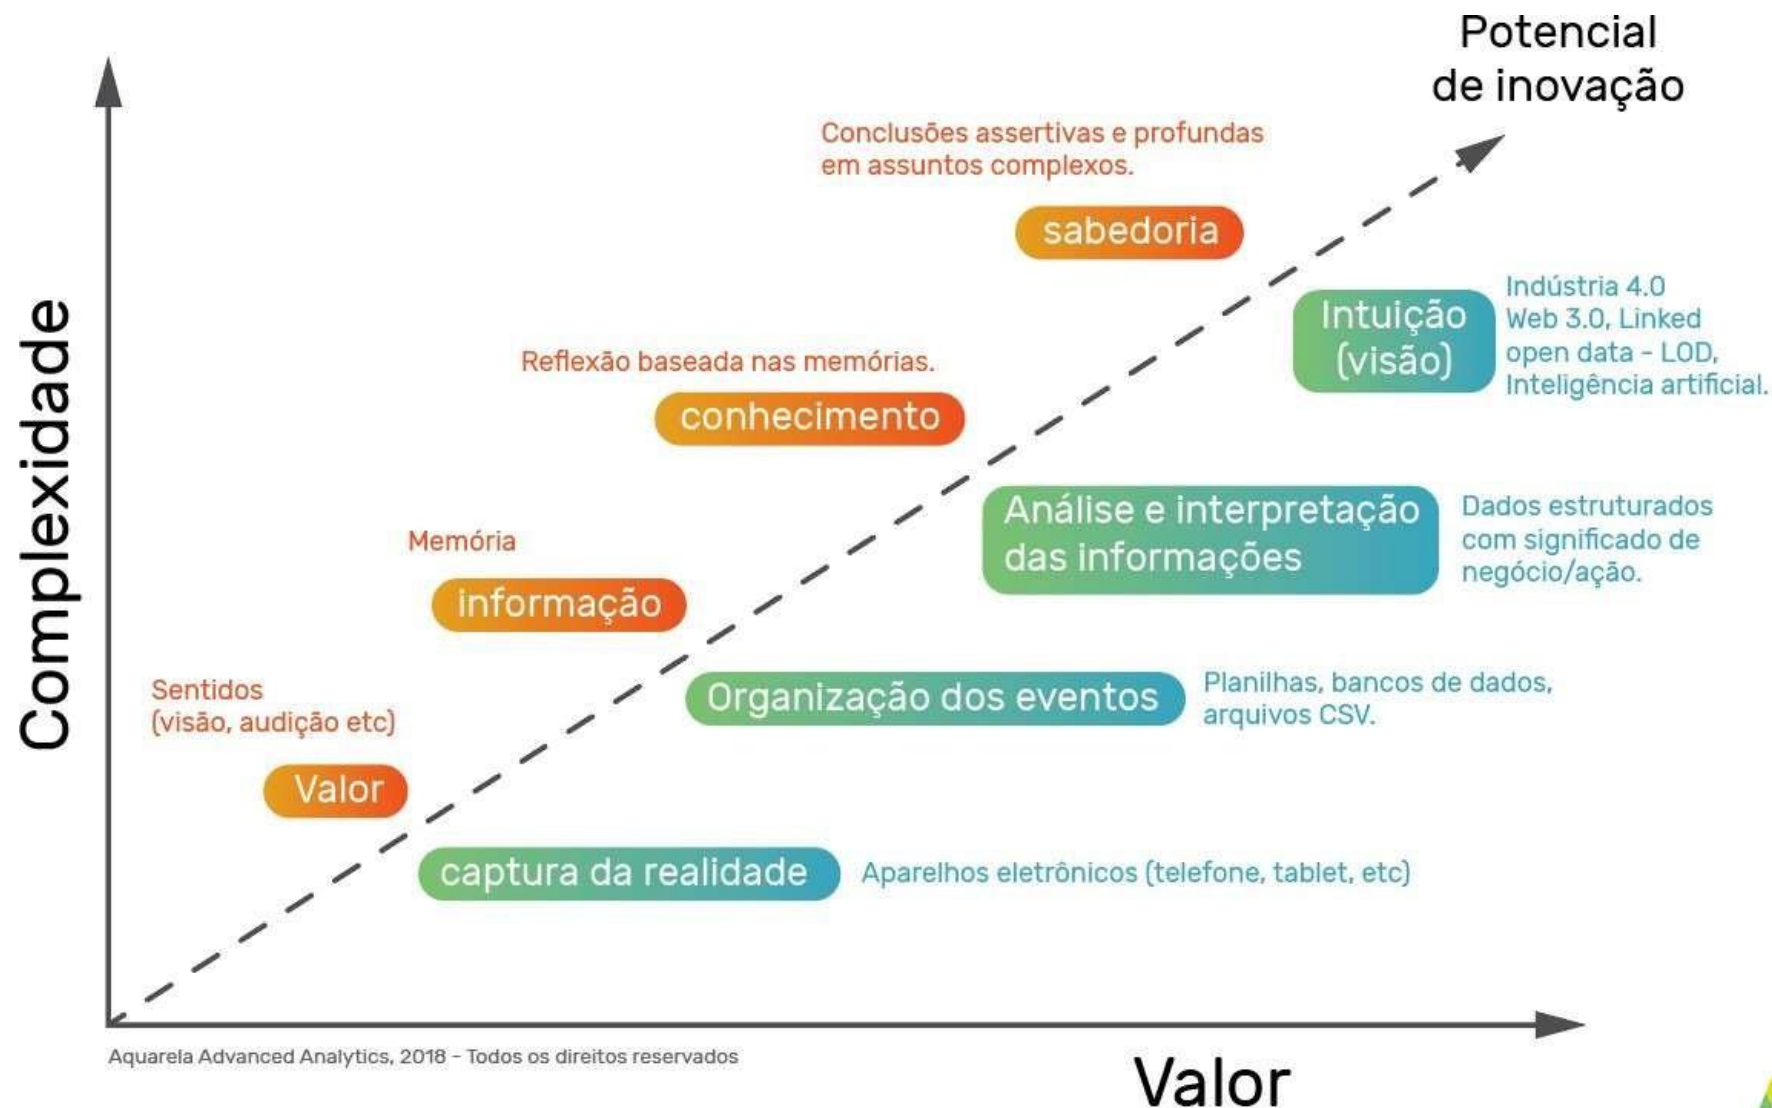 Potencial
de inovação
Conclusões assertivas e profundas
em assuntos complexos.
sabedoria
Intuição
(visão)
Indústria 4.0
Web 3.0, Linked
open data - LOD,
Inteligência artificial.
Reflexão baseada nas memórias.
conhecimento
Análise e interpretação
das informações
Dados estruturados
com significado de
negócio/ação.
Memória
informação
Organização dos eventos
Planilhas, bancos de dados,
arquivos CSV.
Sentidos
(visão, audição etc)
Valor
captura da realidade
Aparelhos eletrônicos (telefone, tablet, etc)
Complexidade
Aquarela Advanced Analytics, 2018 - Todos os direitos reservados
Valor